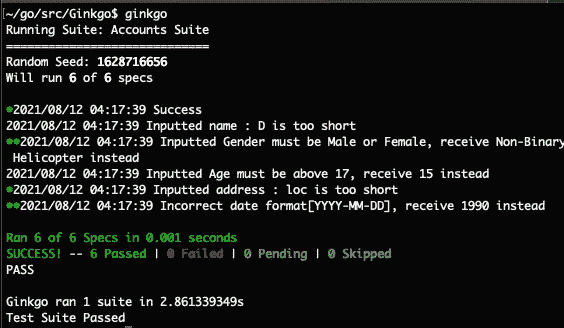 [~/go/src/Ginkgo$ ginkgo
Running Suite: Accounts Suite
==============================
Random Seed: 1628716656
Will run 6 of 6 specs
•2021/08/12 04:17:39 Success
2021/08/12 04:17:39 Inputted name : D is too short
••2021/08/12 04:17:39 Inputted Gender must be Male or Female, receive Non-Binary
Helicopter instead
2021/08/12 04:17:39 Inputted Age must be above 17, receive 15 instead
•2021/08/12 04:17:39 Inputted address : loc is too short
••2021/08/12 04:17:39 Incorrect date format[YYYY-MM-DD], receive 1990 instead
Ran 6 of 6 Specs in 0.001 seconds
SUCCESS! -- 6 Passed | 0 Failed | 0 Pending | 0 Skipped
PASS
Ginkgo ran 1 suite in 2.861339349s
Test Suite Passed